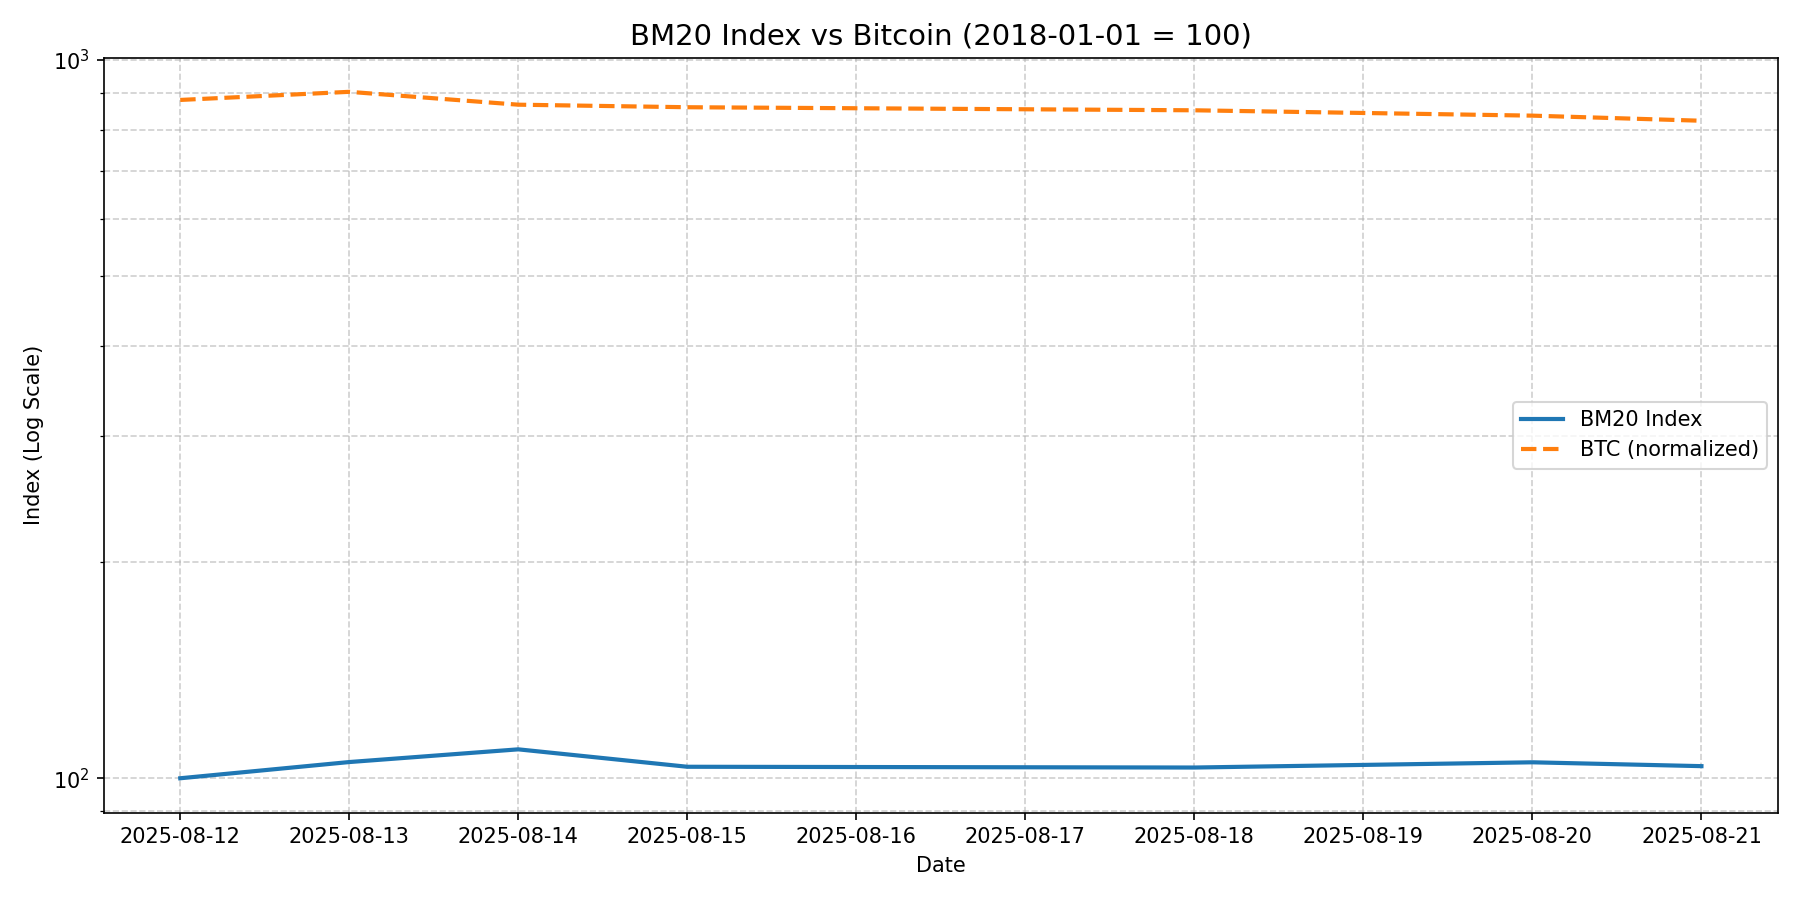 BM20 Index vs Bitcoin (2018-01-01 = 100)
10³
Index (Log Scale)
BM20 Index
BTC (normalized)
10²
2025-08-12 2025-08-13 2025-08-14 2025-08-15 2025-08-16 2025-08-17 2025-08-18 2025-08-19 2025-08-20 2025-08-21
Date